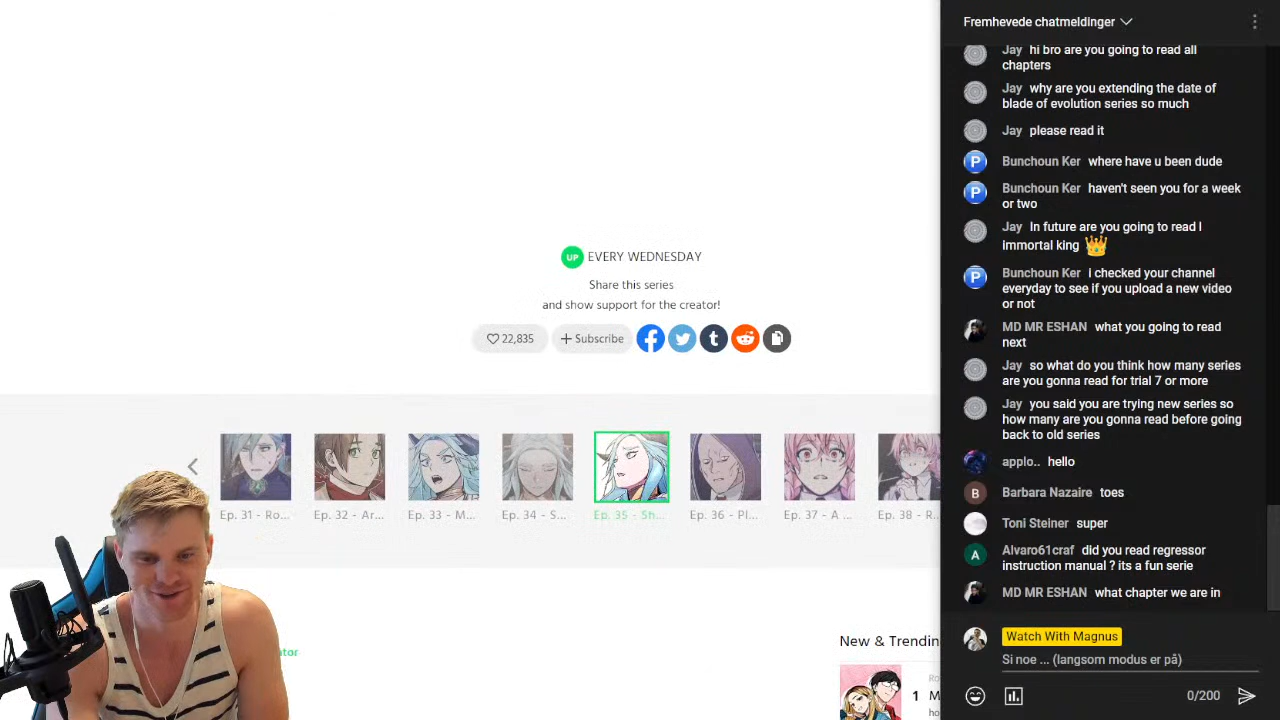 UP EVERY WEDNESDAY
Share this series
and show support for the creator!
22,835
Subscribe
Ep. 31 - Ro...
Ep. 32 - Ar...
Ep. 33 - M...
Ep. 34 - S...
Ep. 35 - Sh...
Ep. 36 - Pl...
Ep. 37 - A ...
Ep. 38 - R...
New & Trendin
1
Fremhevede chatmeldinger
Jay hi bro are you going to read all
chapters
Jay why are you extending the date of
blade of evolution series so much
Jay please read it
P Bunchoun Ker where have u been dude
P Bunchoun Ker haven't seen you for a week
or two
Jay In future are you going to read I
immortal king
P Bunchoun Ker i checked your channel
everyday to see if you upload a new video
or not
MD MR ESHAN what you going to read
next
Jay so what do you think how many series
are you gonna read for trial 7 or more
Jay you said you are trying new series so
how many are you gonna read before going
back to old series
applo.. hello
B Barbara Nazaire toes
Toni Steiner super
A Alvaro61craf did you read regressor
instruction manual ? its a fun serie
MD MR ESHAN what chapter we are in
Watch With Magnus
Si noe ... (langsom modus er på)
0/200